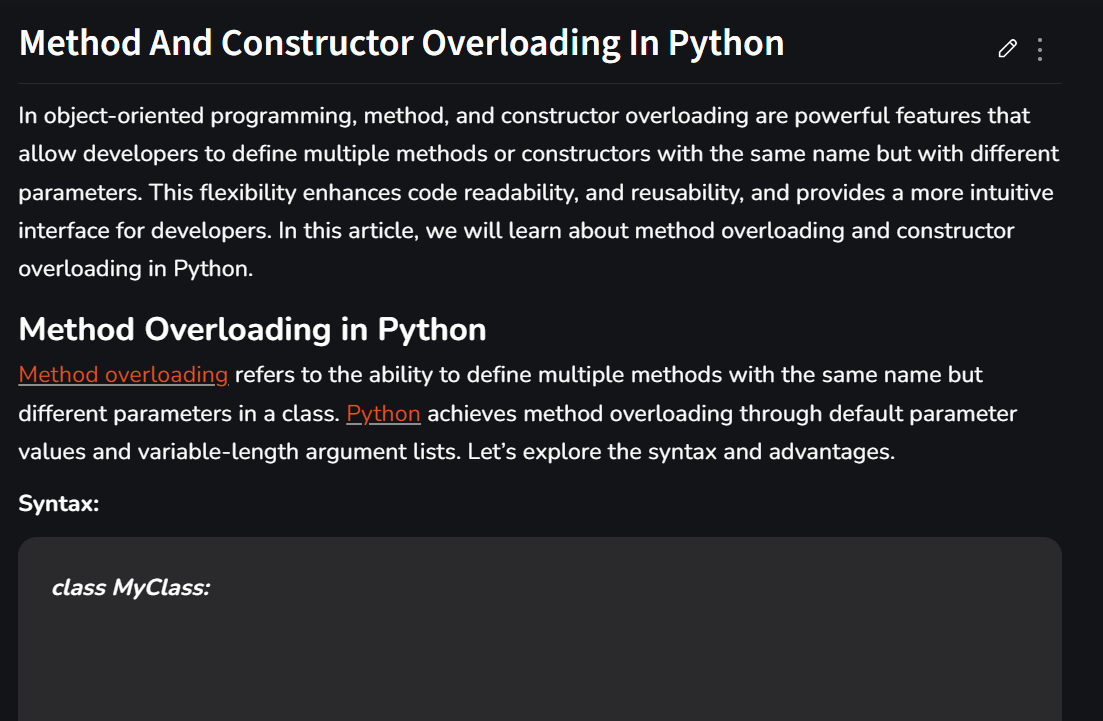 Method And Constructor Overloading In Python
In object-oriented programming, method, and constructor overloading are powerful features that
allow developers to define multiple methods or constructors with the same name but with different
parameters. This flexibility enhances code readability, and reusability, and provides a more intuitive
interface for developers. In this article, we will learn about method overloading and constructor
overloading in Python.
Method Overloading in Python
Method overloading refers to the ability to define multiple methods with the same name but
different parameters in a class. Python achieves method overloading through default parameter
values and variable-length argument lists. Let’s explore the syntax and advantages.
Syntax:
class MyClass: